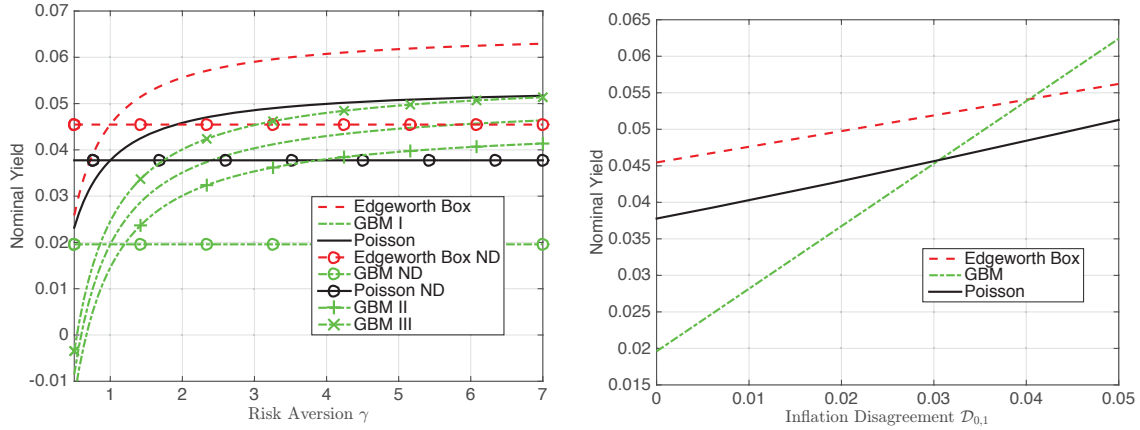 0.07
0.06
0.05
0.04
0.03
0.02
0.01
0
-0.01
Nominal Yield
1 2 3 4 5 6 7
Risk Aversion γ
Edgeworth Box
GBM I
Poisson
Edgeworth Box ND
GBM ND
Poisson ND
GBM II
GBM III
0.065
0.06
0.055
0.05
0.045
0.04
0.035
0.03
0.025
0.02
0.015
Nominal Yield
0 0.01 0.02 0.03 0.04 0.05
Inflation Disagreement 𝒟₀,₁
Edgeworth Box
GBM
Poisson